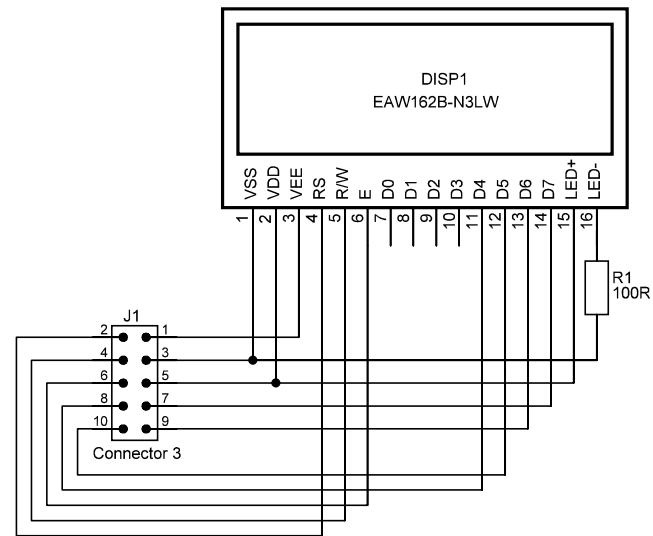 DISP1
EAW162B-N3LW
VSS VDD VEE RS R/W E D0 D1 D2 D3 D4 D5 D6 D7 LED+ LED-
1 2 3 4 5 6 7 8 9 10 11 12 13 14 15 16
R1
100R
J1
2 1
4 3
6 5
8 7
10 9
Connector 3